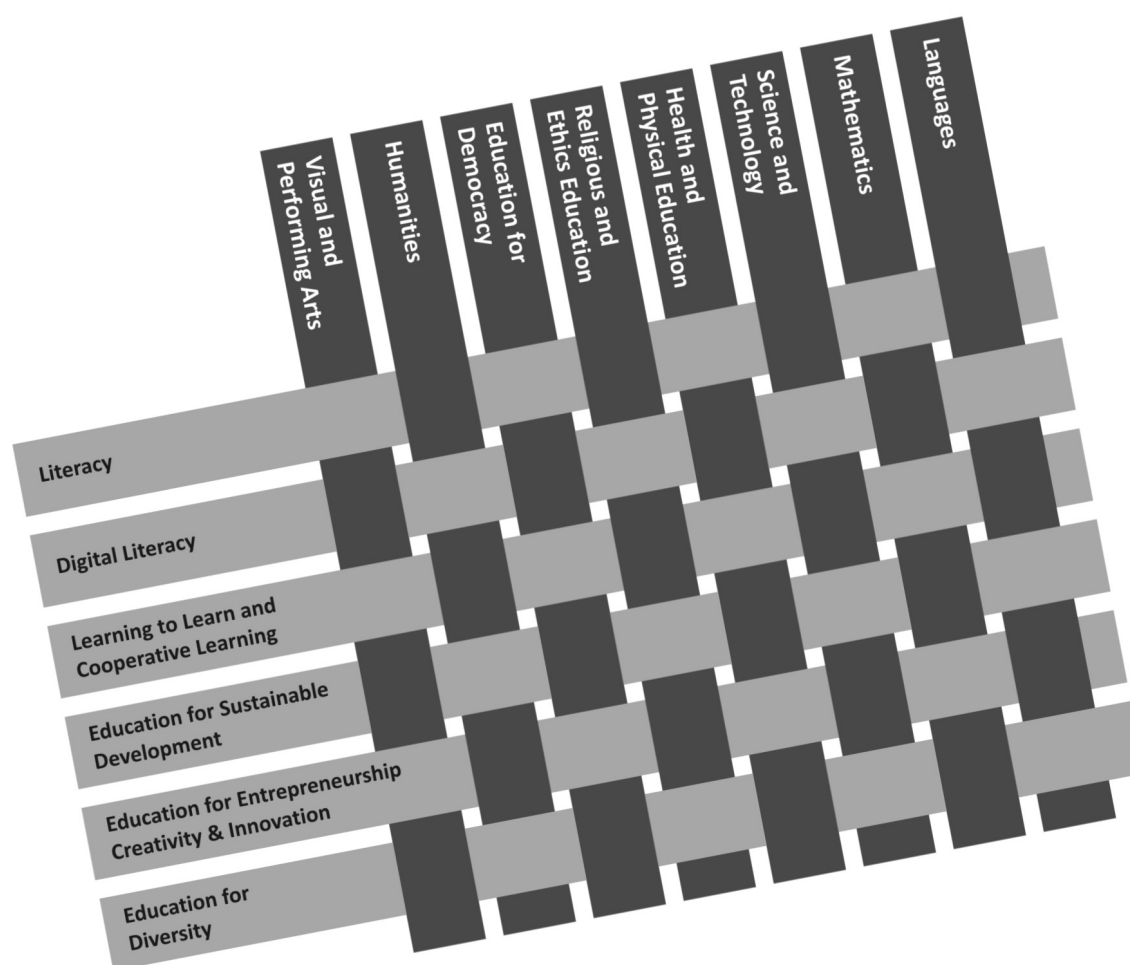 Visual and
Performing Arts
Humanities
Education for
Democracy
Religious and
Ethics Education
Health and
Physical Education
Science and
Technology
Mathematics
Languages
Literacy
Digital Literacy
Learning to Learn and
Cooperative Learning
Education for Sustainable
Development
Education for Entrepreneurship
Creativity & Innovation
Education for
Diversity